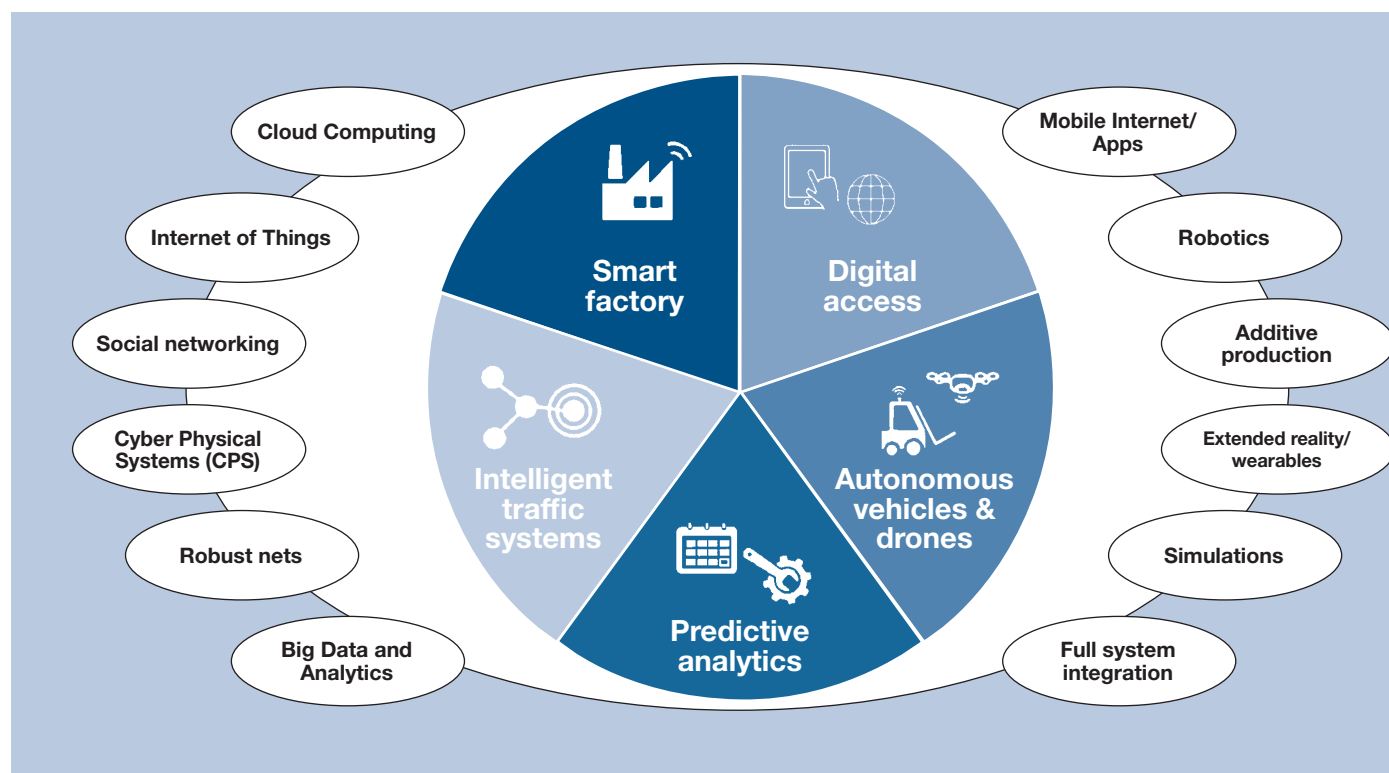 Cloud Computing
Internet of Things
Social networking
Cyber Physical
Systems (CPS)
Robust nets
Big Data and
Analytics
Smart
factory
Digital
access
Intelligent
traffic
systems
Autonomous
vehicles &
drones
Predictive
analytics
Mobile Internet/
Apps
Robotics
Additive
production
Extended reality/
wearables
Simulations
Full system
integration